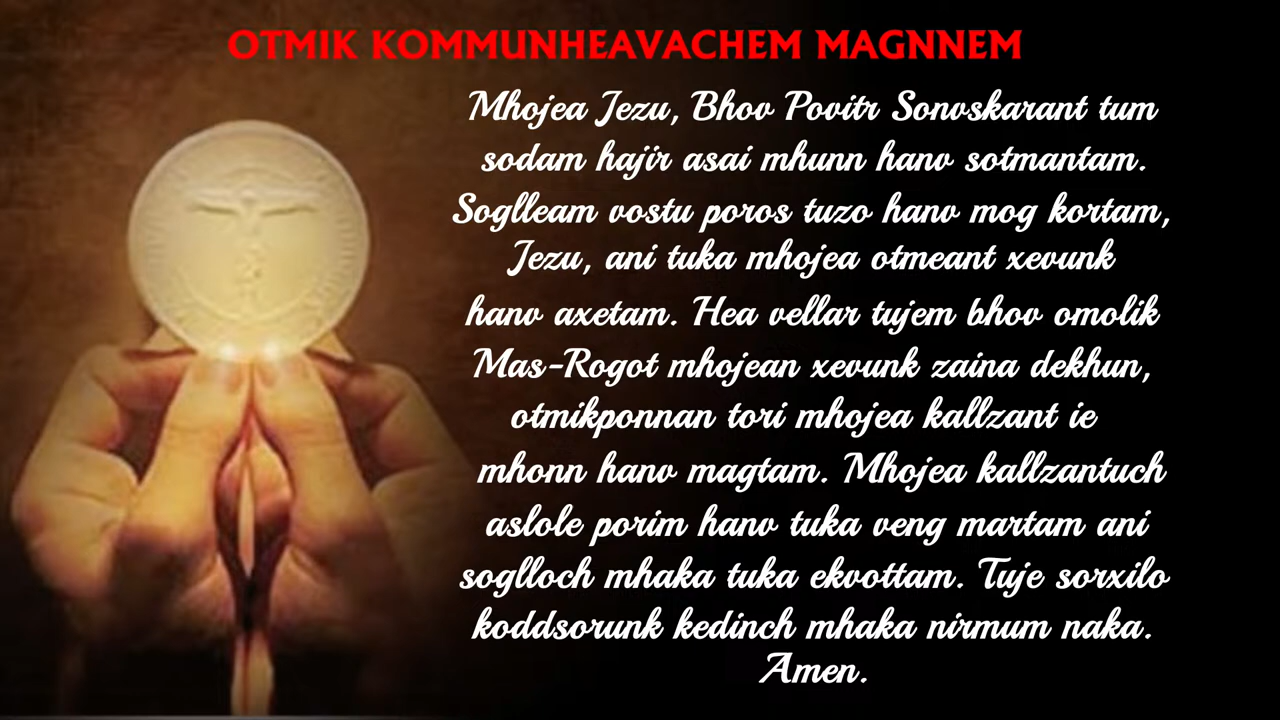 OTMIK KOMMUNHEAVACHEM MAGNNEM
Mhojea Jezu, Bhov Povitr Sonvskarant tum
sodam hajir asai mhunn hanv sotmantam.
Soglleam vostu poros tuzo hanv mog kortam,
Jezu, ani tuka mhojea otmeant xevunk
hanv axetam. Hea vellar tujem bhov omolik
Mas-Rogot mhojean xevunk zaina dekhun,
otmikponnan tori mhojea kallzant ie
mhonn hanv magtam. Mhojea kallzantuch
aslole porim hanv tuka veng martam ani
soglloch mhaka tuka ekvottam. Tuje sorxilo
koddsorunk kedinch mhaka nirmum naka.
Amen.